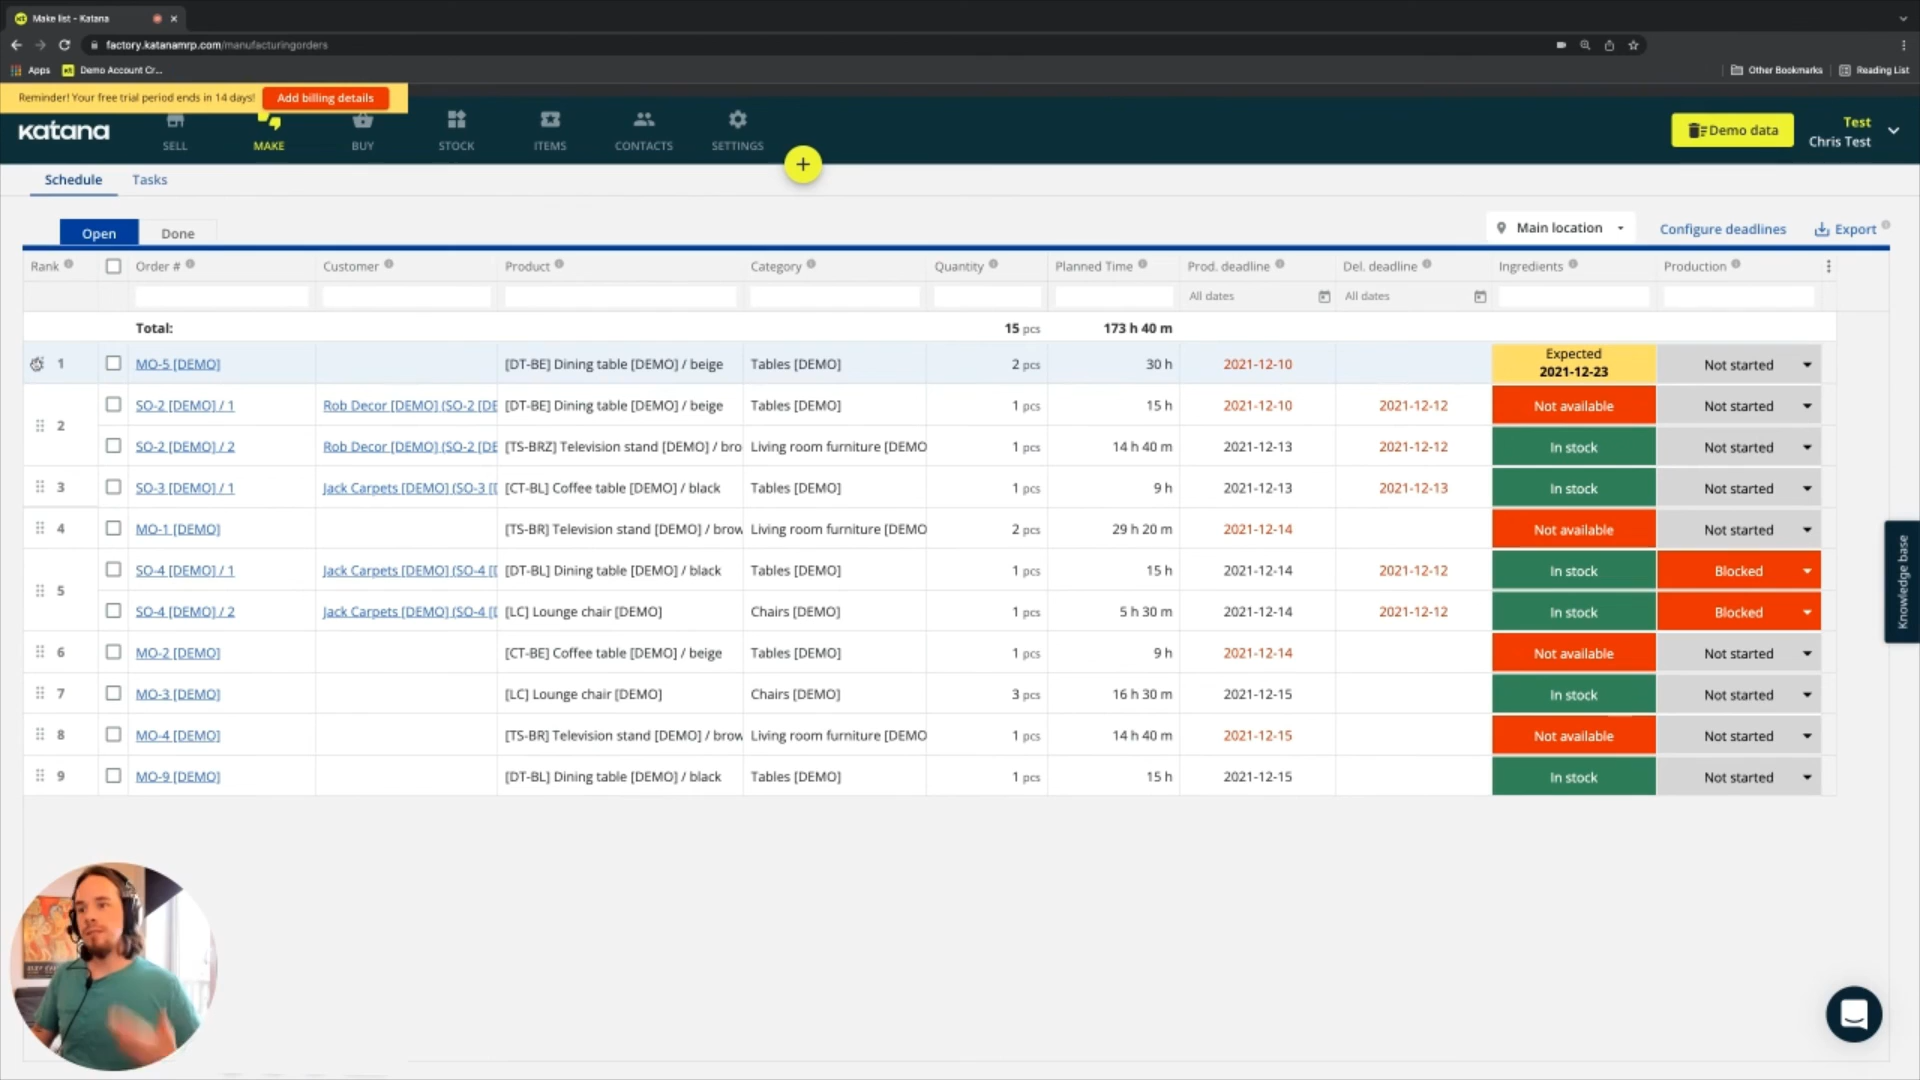 Make list - Katana
factory.katanamrp.com/manufacturingorders
Apps Demo Account Cr... Other Bookmarks Reading List
Reminder! Your free trial period ends in 14 days! Add billing details
katana SELL MAKE BUY STOCK ITEMS CONTACTS SETTINGS + Demo data Test
Chris Test
Schedule Tasks
Open Done Main location Configure deadlines Export
Rank Order # Customer Product Category Quantity Planned Time Prod. deadline Del. deadline Ingredients Production
All dates All dates
Total: 15 pcs 173 h 40 m
1 MO-5 [DEMO] [DT-BE] Dining table [DEMO] / beige Tables [DEMO] 2 pcs 30 h 2021-12-10 Expected 2021-12-23 Not started
2 SO-2 [DEMO] / 1 Rob Decor [DEMO] (SO-2 [DE [DT-BE] Dining table [DEMO] / beige Tables [DEMO] 1 pcs 15 h 2021-12-10 2021-12-12 Not available Not started
SO-2 [DEMO] / 2 Rob Decor [DEMO] (SO-2 [DE [TS-BRZ] Television stand [DEMO] / bro Living room furniture [DEMO 1 pcs 14 h 40 m 2021-12-13 2021-12-12 In stock Not started
3 SO-3 [DEMO] / 1 Jack Carpets [DEMO] (SO-3 [[ [CT-BL] Coffee table [DEMO] / black Tables [DEMO] 1 pcs 9 h 2021-12-13 2021-12-13 In stock Not started
4 MO-1 [DEMO] [TS-BR] Television stand [DEMO] / brow Living room furniture [DEMO 2 pcs 29 h 20 m 2021-12-14 Not available Not started
5 SO-4 [DEMO] / 1 Jack Carpets [DEMO] (SO-4 [[ [DT-BL] Dining table [DEMO] / black Tables [DEMO] 1 pcs 15 h 2021-12-14 2021-12-12 In stock Blocked
SO-4 [DEMO] / 2 Jack Carpets [DEMO] (SO-4 [[ [LC] Lounge chair [DEMO] Chairs [DEMO] 1 pcs 5 h 30 m 2021-12-14 2021-12-12 In stock Blocked
6 MO-2 [DEMO] [CT-BE] Coffee table [DEMO] / beige Tables [DEMO] 1 pcs 9 h 2021-12-14 Not available Not started
7 MO-3 [DEMO] [LC] Lounge chair [DEMO] Chairs [DEMO] 3 pcs 16 h 30 m 2021-12-15 In stock Not started
8 MO-4 [DEMO] [TS-BR] Television stand [DEMO] / brow Living room furniture [DEMO 1 pcs 14 h 40 m 2021-12-15 Not available Not started
9 MO-9 [DEMO] [DT-BL] Dining table [DEMO] / black Tables [DEMO] 1 pcs 15 h 2021-12-15 In stock Not started
Knowledge base